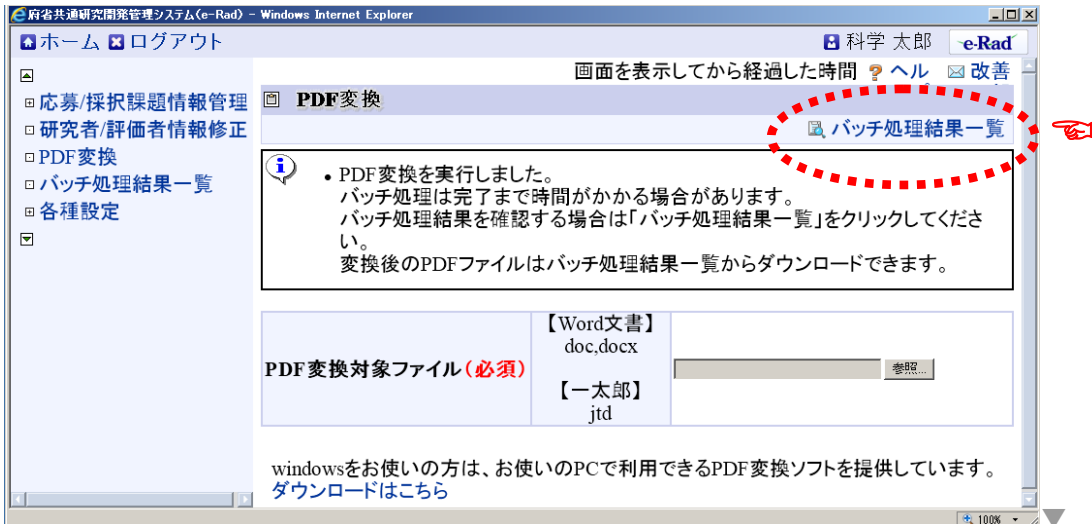 府省共通研究開発管理システム(e-Rad) - Windows Internet Explorer
ホーム ログアウト 科学 太郎 e-Rad
画面を表示してから経過した時間 ヘル 改善
応募/採択課題情報管理
研究者/評価者情報修正
PDF変換
バッチ処理結果一覧
各種設定
PDF変換
バッチ処理結果一覧
・PDF変換を実行しました。
バッチ処理は完了まで時間がかかる場合があります。
バッチ処理結果を確認する場合は「バッチ処理結果一覧」をクリックしてくださ
い。
変換後のPDFファイルはバッチ処理結果一覧からダウンロードできます。
PDF変換対象ファイル(必須)
【Word文書】
doc,docx
【一太郎】
jtd
参照...
windowsをお使いの方は、お使いのPCで利用できるPDF変換ソフトを提供しています。
ダウンロードはこちら
100%